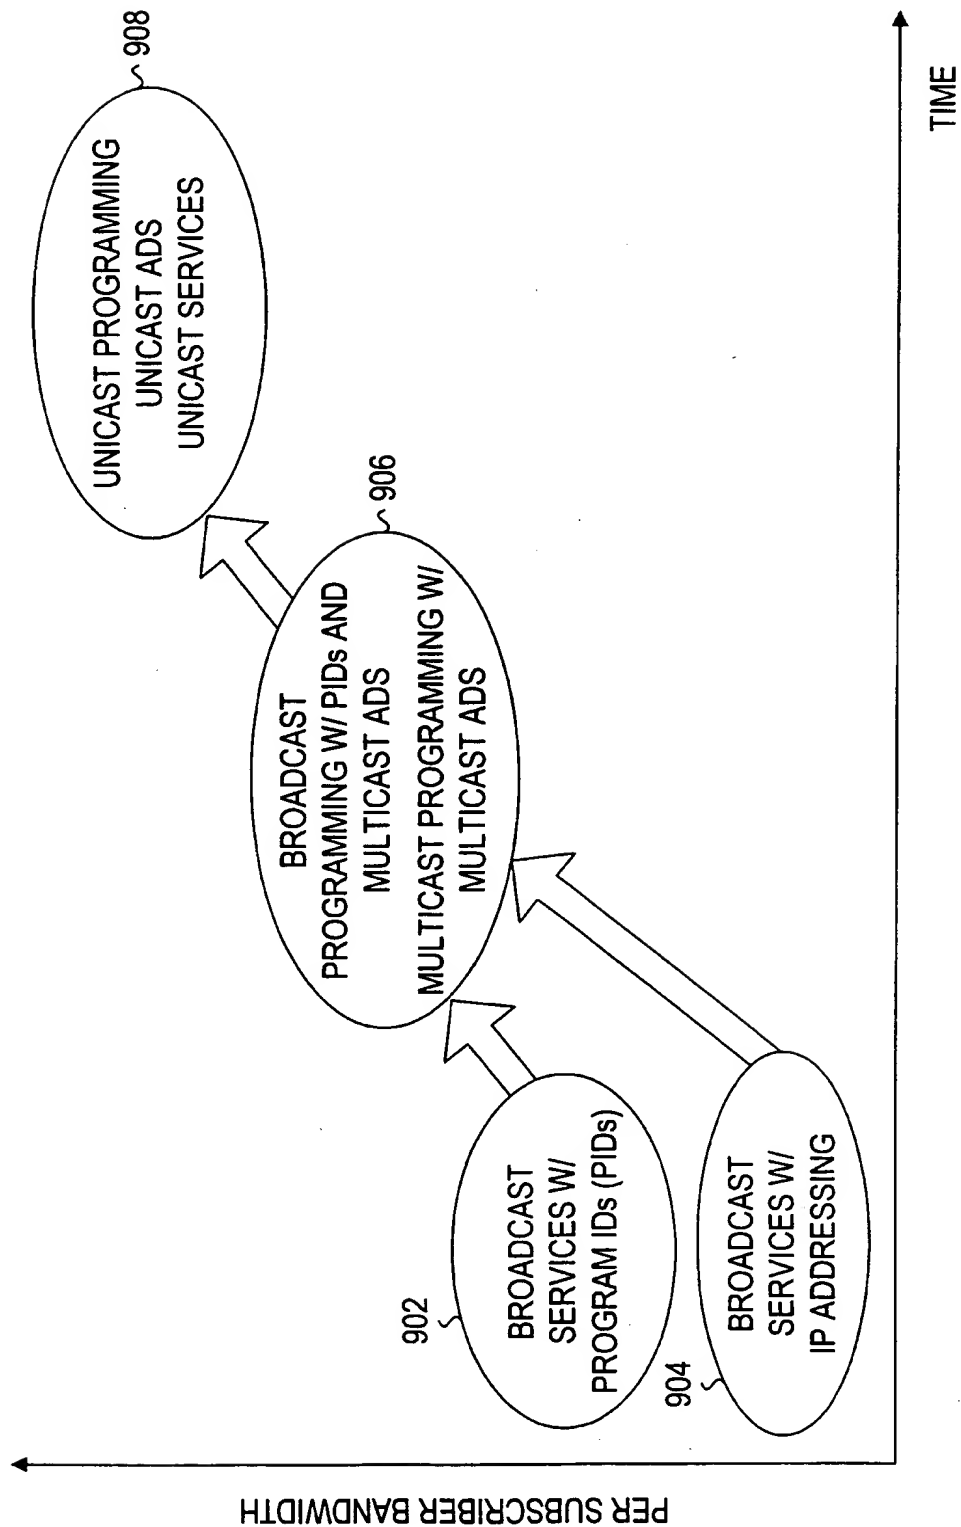 908
UNICAST PROGRAMMING
UNICAST ADS
UNICAST SERVICES
906
BROADCAST
PROGRAMMING W/ PIDs AND
MULTICAST ADS
MULTICAST PROGRAMMING W/
MULTICAST ADS
902
BROADCAST
SERVICES W/
PROGRAM IDs (PIDs)
904
BROADCAST
SERVICES W/
IP ADDRESSING
PER SUBSCRIBER BANDWIDTH
TIME